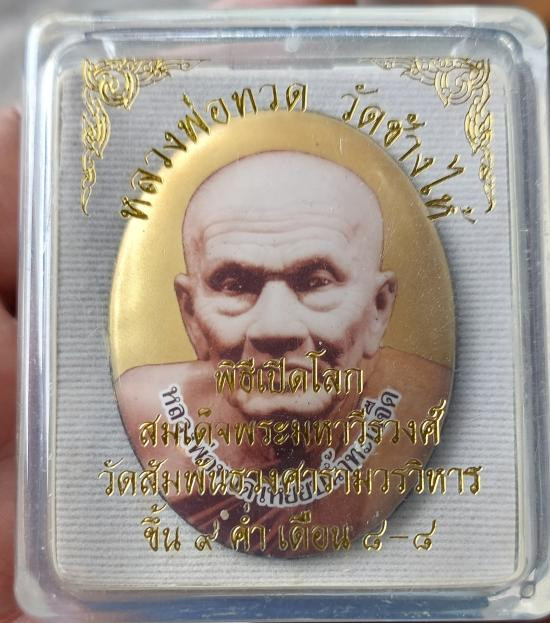 หลวงพ่อทวด วัดช้างให้
พิธีเปิดโลก
สมเด็จพระมหาวีรวงศ์
วัดสัมพันธวงศารามวรวิหาร
ขึ้น ๙ ค่ำ เดือน ๘-๘